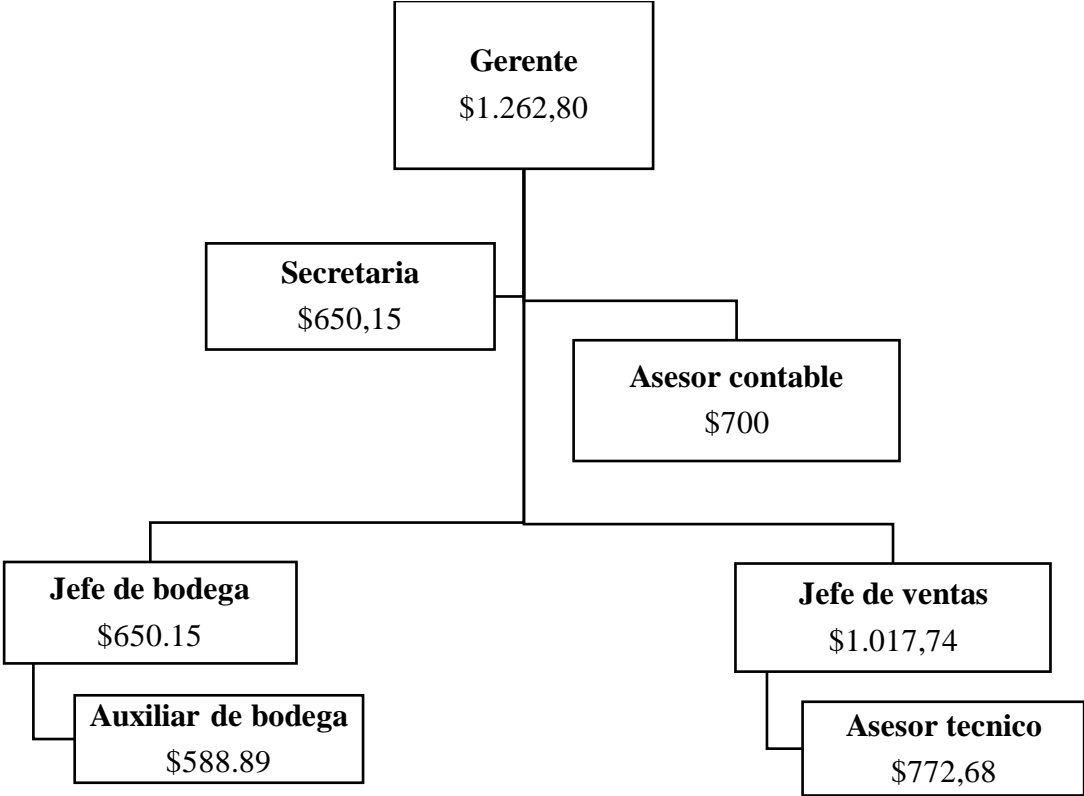 Gerente
$1.262,80
Secretaria
$650,15
Asesor contable
$700
Jefe de bodega
$650.15
Auxiliar de bodega
$588.89
Jefe de ventas
$1.017,74
Asesor tecnico
$772,68